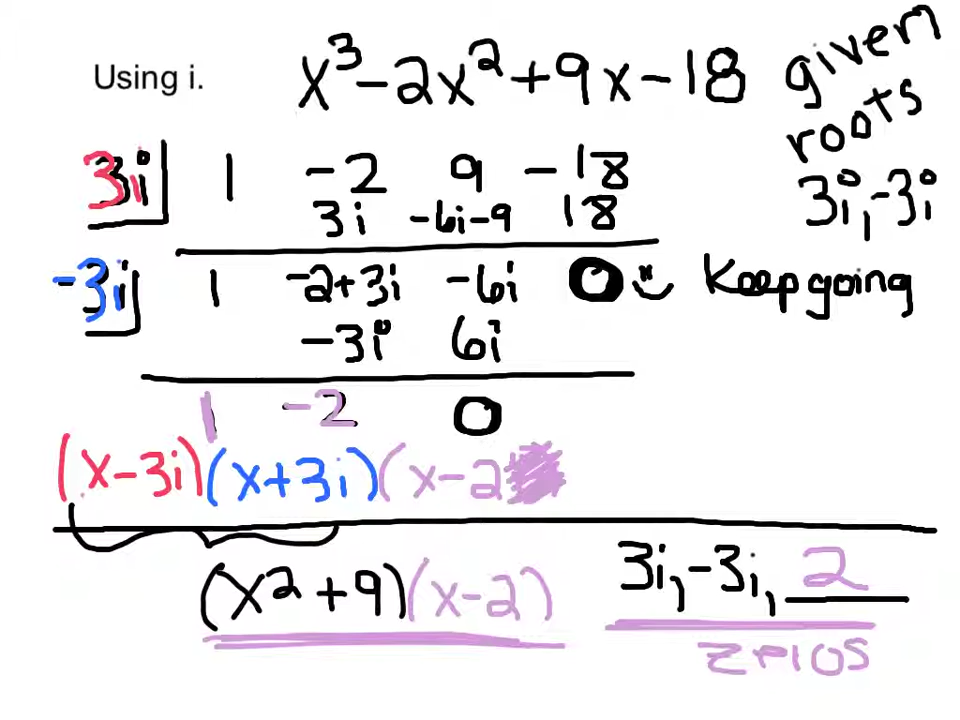 Using i. x³-2x²+9x-18 given
roots
3i, -3i
3i 1 -2 9 -18
3i -6i-9 18
-3i 1 -2+3i -6i 0 Keep going
-3i 6i
1 -2 0
(x-3i)(x+3i)(x-2
(x²+9)(x-2) 3i, -3i, 2
zeros